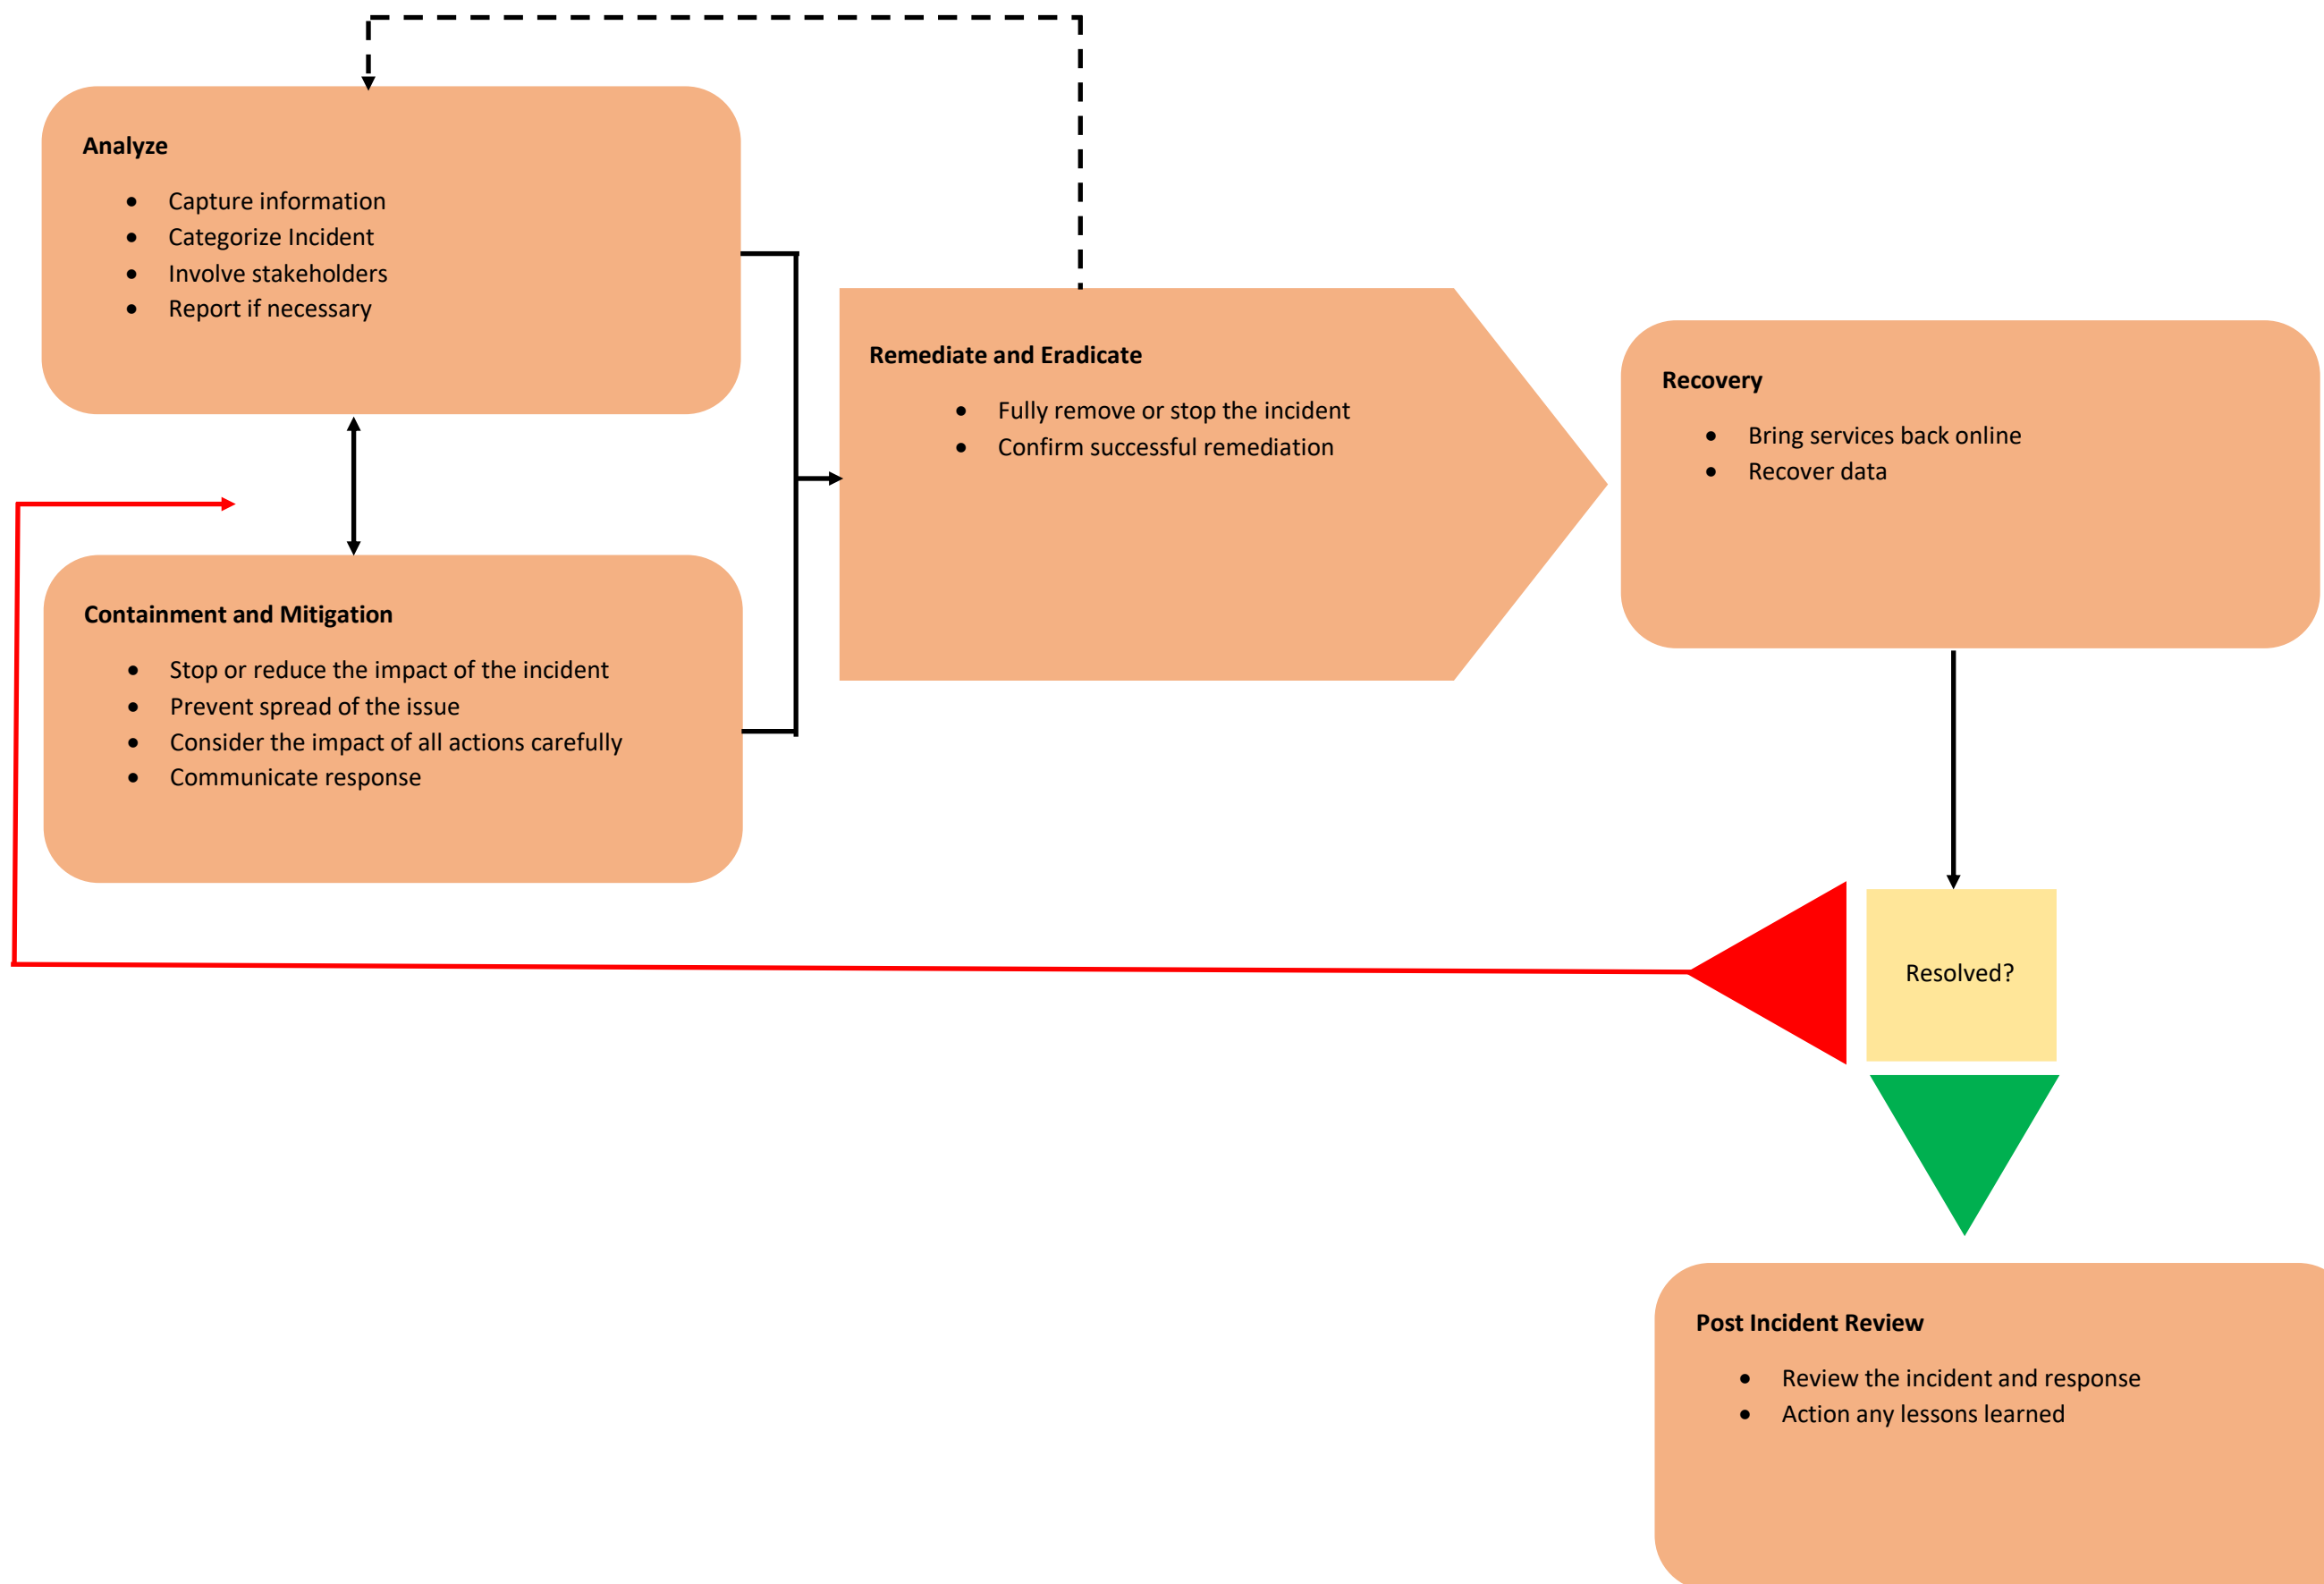 Analyze
• Capture information
• Categorize Incident
• Involve stakeholders
• Report if necessary
Containment and Mitigation
• Stop or reduce the impact of the incident
• Prevent spread of the issue
• Consider the impact of all actions carefully
• Communicate response
Remediate and Eradicate
• Fully remove or stop the incident
• Confirm successful remediation
Recovery
• Bring services back online
• Recover data
Resolved?
Post Incident Review
• Review the incident and response
• Action any lessons learned